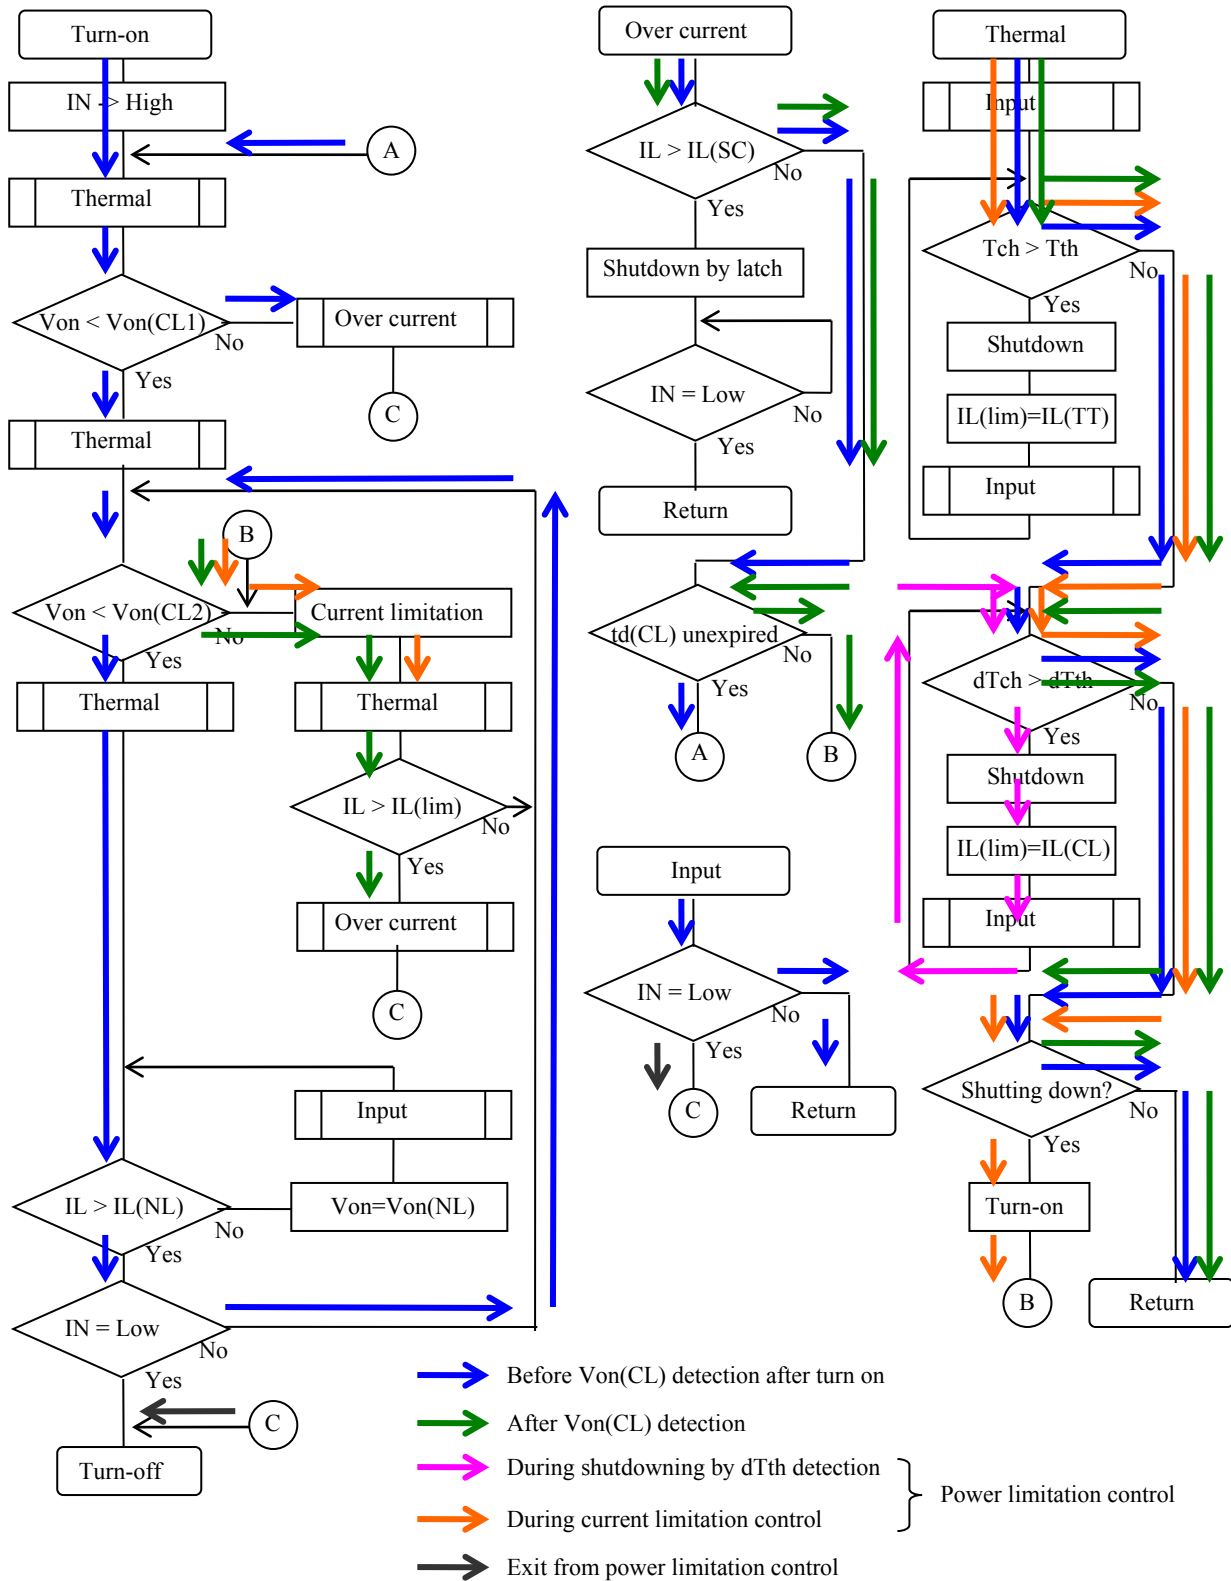 Turn-on
IN -> High
A
Thermal
Von < Von(CL1)
No
Yes
Over current
C
Thermal
B
Von < Von(CL2)
No
Yes
Current limitation
Thermal
Thermal
IL > IL(lim)
No
Yes
Over current
C
Input
IL > IL(NL)
No
Yes
Von=Von(NL)
IN = Low
No
Yes
C
Turn-off
Over current
IL > IL(SC)
No
Yes
Shutdown by latch
IN = Low
No
Yes
Return
td(CL) unexpired
No
Yes
A
B
Input
IN = Low
No
Yes
C
Return
Thermal
Input
Tch > Tth
No
Yes
Shutdown
IL(lim)=IL(TT)
Input
dTch > dTth
No
Yes
Shutdown
IL(lim)=IL(CL)
Input
Shutting down?
No
Yes
Turn-on
B
Return
Before Von(CL) detection after turn on
After Von(CL) detection
During shutdowning by dTth detection
During current limitation control
Power limitation control
Exit from power limitation control